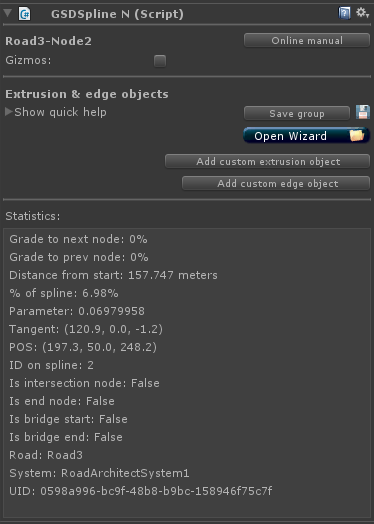 GSDSpline N (Script)
Road3-Node2
Online manual
Gizmos:
Extrusion & edge objects
Show quick help
Save group
Open Wizard
Add custom extrusion object
Add custom edge object
Statistics:
Grade to next node: 0%
Grade to prev node: 0%
Distance from start: 157.747 meters
% of spline: 6.98%
Parameter: 0.06979958
Tangent: (120.9, 0.0, -1.2)
POS: (197.3, 50.0, 248.2)
ID on spline: 2
Is intersection node: False
Is end node: False
Is bridge start: False
Is bridge end: False
Road: Road3
System: RoadArchitectSystem1
UID: 0598a996-bc9f-48b8-b9bc-158946f75c7f